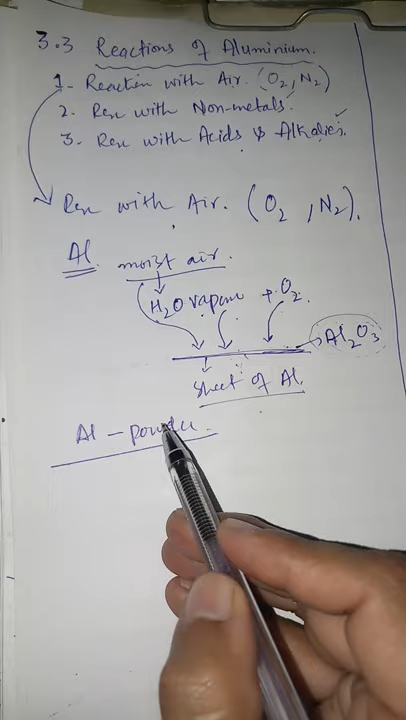 3.3 Reactions of Aluminium.
1- Reaction with Air. (O2, N2)
2. Rxn with Non-metals.
3. Rxn with Acids & Alkalies.
Rxn with Air. (O2, N2).
Al moist air.
H2O vapour + O2.
Al2O3
Sheet of Al.
Al - powder.